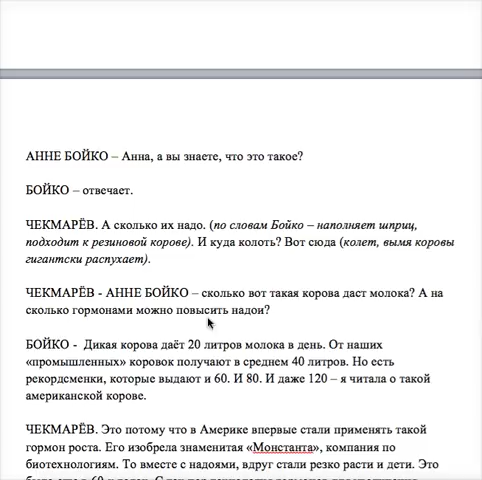 АННЕ БОЙКО – Анна, а вы знаете, что это такое?
БОЙКО – отвечает.
ЧЕКМАРЁВ. А сколько их надо. (по словам Бойко – наполняет шприц,
подходит к резиновой корове). И куда колоть? Вот сюда (колет, вымя коровы
гигантски распухает).
ЧЕКМАРЁВ - АННЕ БОЙКО – сколько вот такая корова даст молока? А на
сколько гормонами можно повысить надои?
БОЙКО - Дикая корова даёт 20 литров молока в день. От наших
«промышленных» коровок получают в среднем 40 литров. Но есть
рекордсменки, которые выдают и 60. И 80. И даже 120 – я читала о такой
американской корове.
ЧЕКМАРЁВ. Это потому что в Америке впервые стали применять такой
гормон роста. Его изобрела знаменитая «Монстанта», компания по
биотехнологиям. То вместе с надоями, вдруг стали резко расти и дети. Это